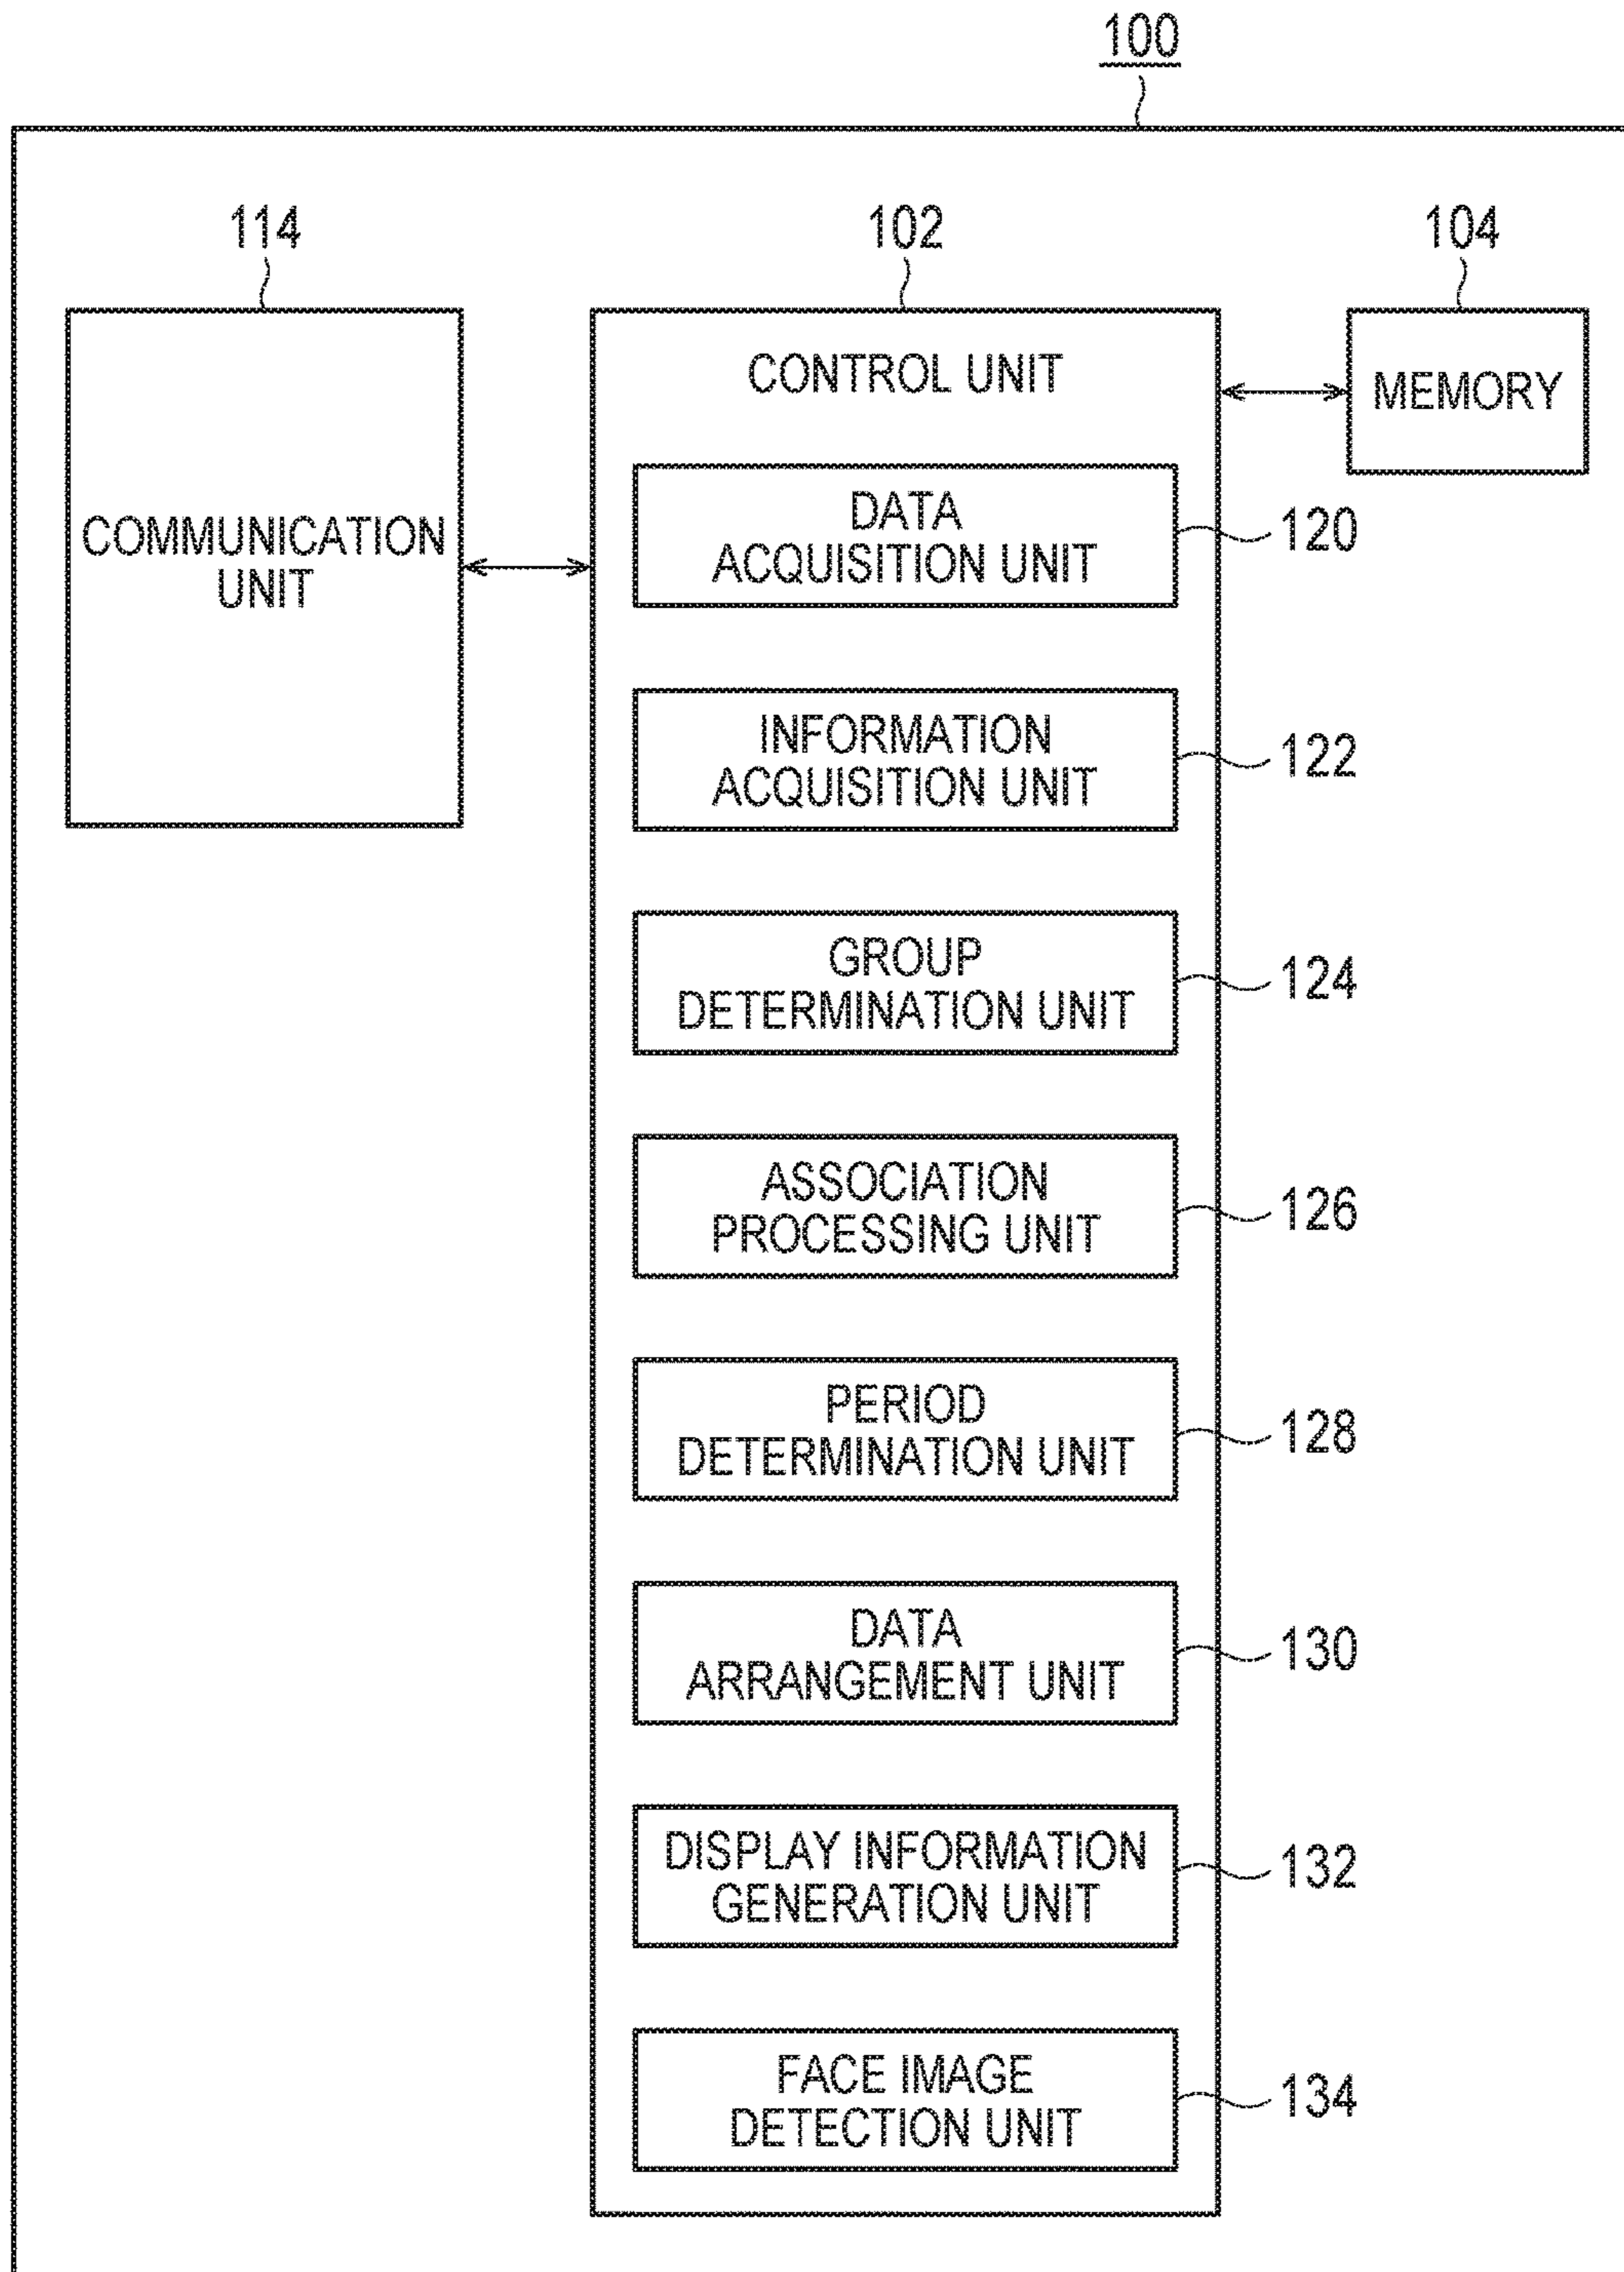 100
114
102
104
COMMUNICATION
UNIT
CONTROL UNIT
MEMORY
DATA
ACQUISITION UNIT
120
INFORMATION
ACQUISITION UNIT
122
GROUP
DETERMINATION UNIT
124
ASSOCIATION
PROCESSING UNIT
126
PERIOD
DETERMINATION UNIT
128
DATA
ARRANGEMENT UNIT
130
DISPLAY INFORMATION
GENERATION UNIT
132
FACE IMAGE
DETECTION UNIT
134